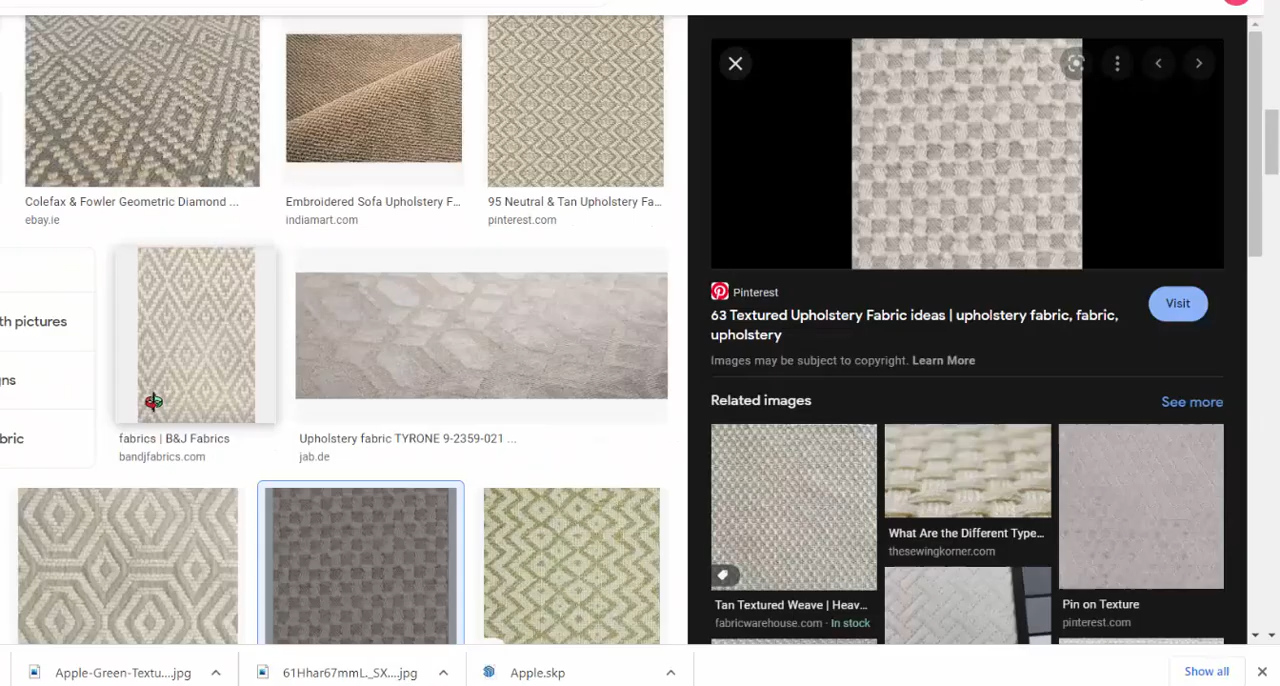 Colefax & Fowler Geometric Diamond ...
ebay.ie
Embroidered Sofa Upholstery F...
indiamart.com
95 Neutral & Tan Upholstery Fa...
pinterest.com
th pictures
gns
bric
fabrics | B&J Fabrics
bandjfabrics.com
Upholstery fabric TYRONE 9-2359-021 ...
jab.de
Pinterest
Visit
63 Textured Upholstery Fabric ideas | upholstery fabric, fabric,
upholstery
Images may be subject to copyright. Learn More
Related images
See more
Tan Textured Weave | Heav...
fabricwarehouse.com · In stock
What Are the Different Type...
thesewingkorner.com
Pin on Texture
pinterest.com
Apple-Green-Textu....jpg
61Hhar67mmL._SX....jpg
Apple.skp
Show all